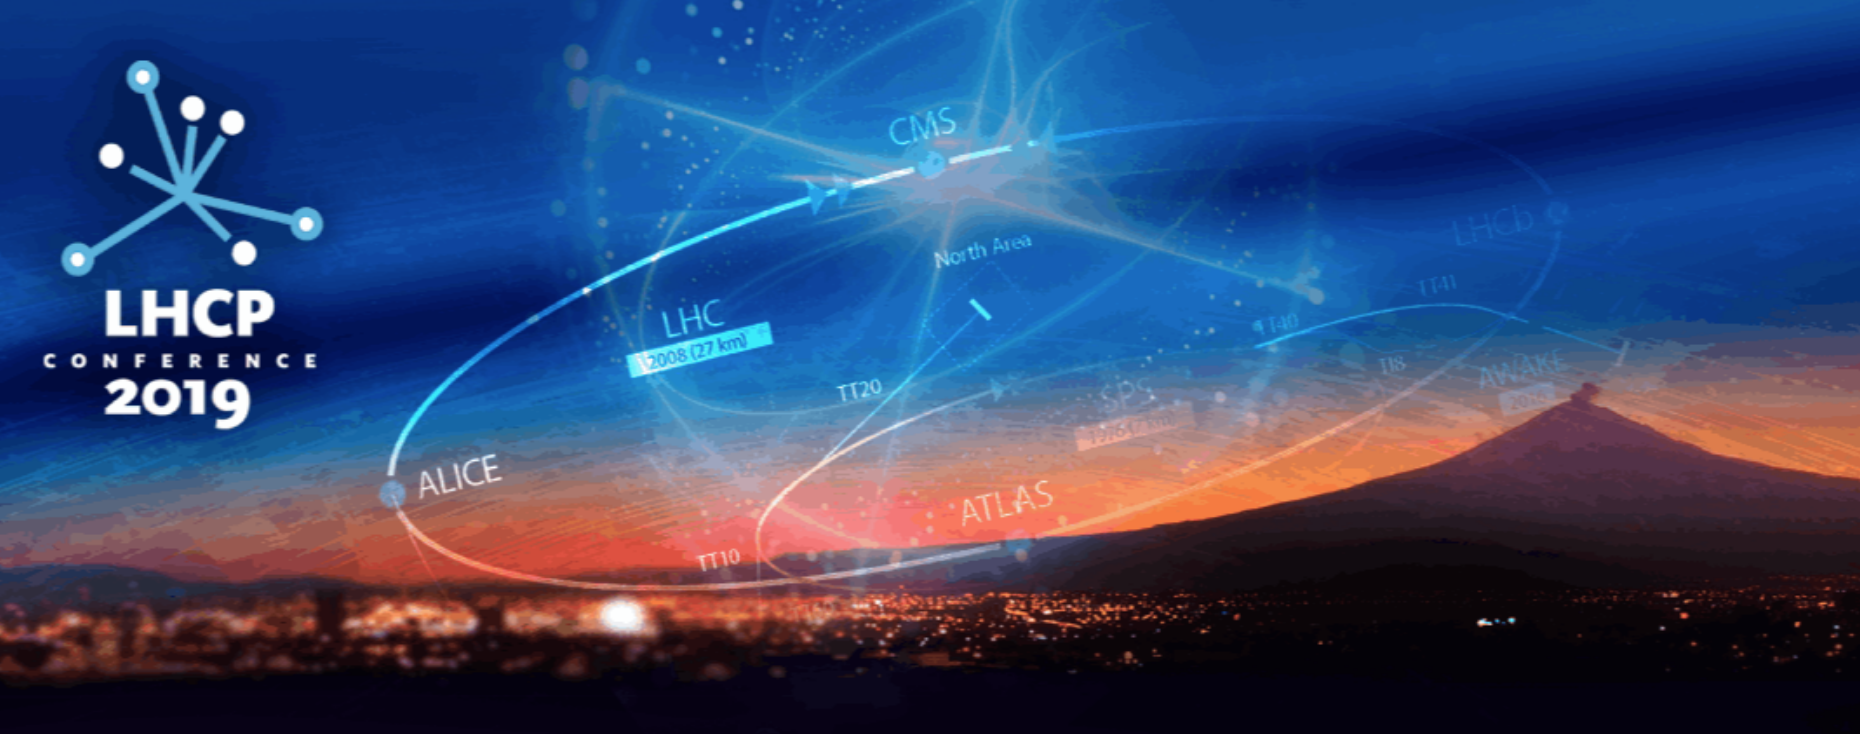 LHCP
CONFERENCE
2019
CMS
North Area
LHCb
LHC
2008 (27 km)
TT41
TT40
TT20
TI8
SPS
AWAKE
ALICE
ATLAS
TT10